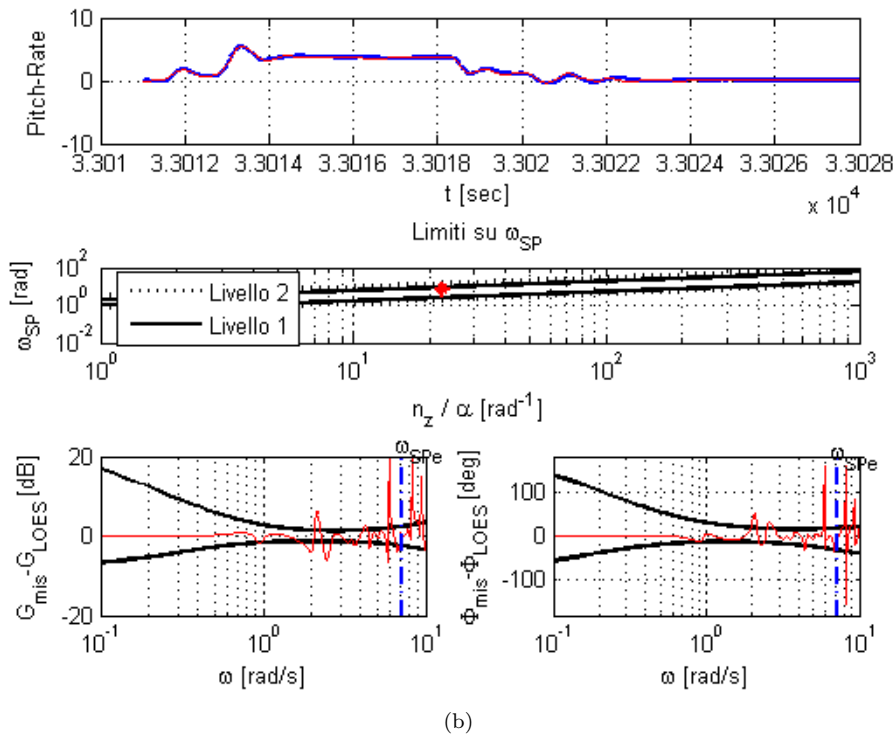 10
0
-10
Pitch-Rate
3.301 3.3012 3.3014 3.3016 3.3018 3.302 3.3022 3.3024 3.3026 3.3028
t [sec]
x 10^4
Limiti su ω_SP
10^2
10^0
10^-2
ω_SP [rad]
Livello 2
Livello 1
10^0 10^1 10^2 10^3
n_z / α [rad^-1]
20
0
-20
G_mis-G_LOES [dB]
ω_SPe
10^-1 10^0 10^1
ω [rad/s]
100
0
-100
Φ_mis-Φ_LOES [deg]
ω_SPe
10^-1 10^0 10^1
ω [rad/s]
(b)